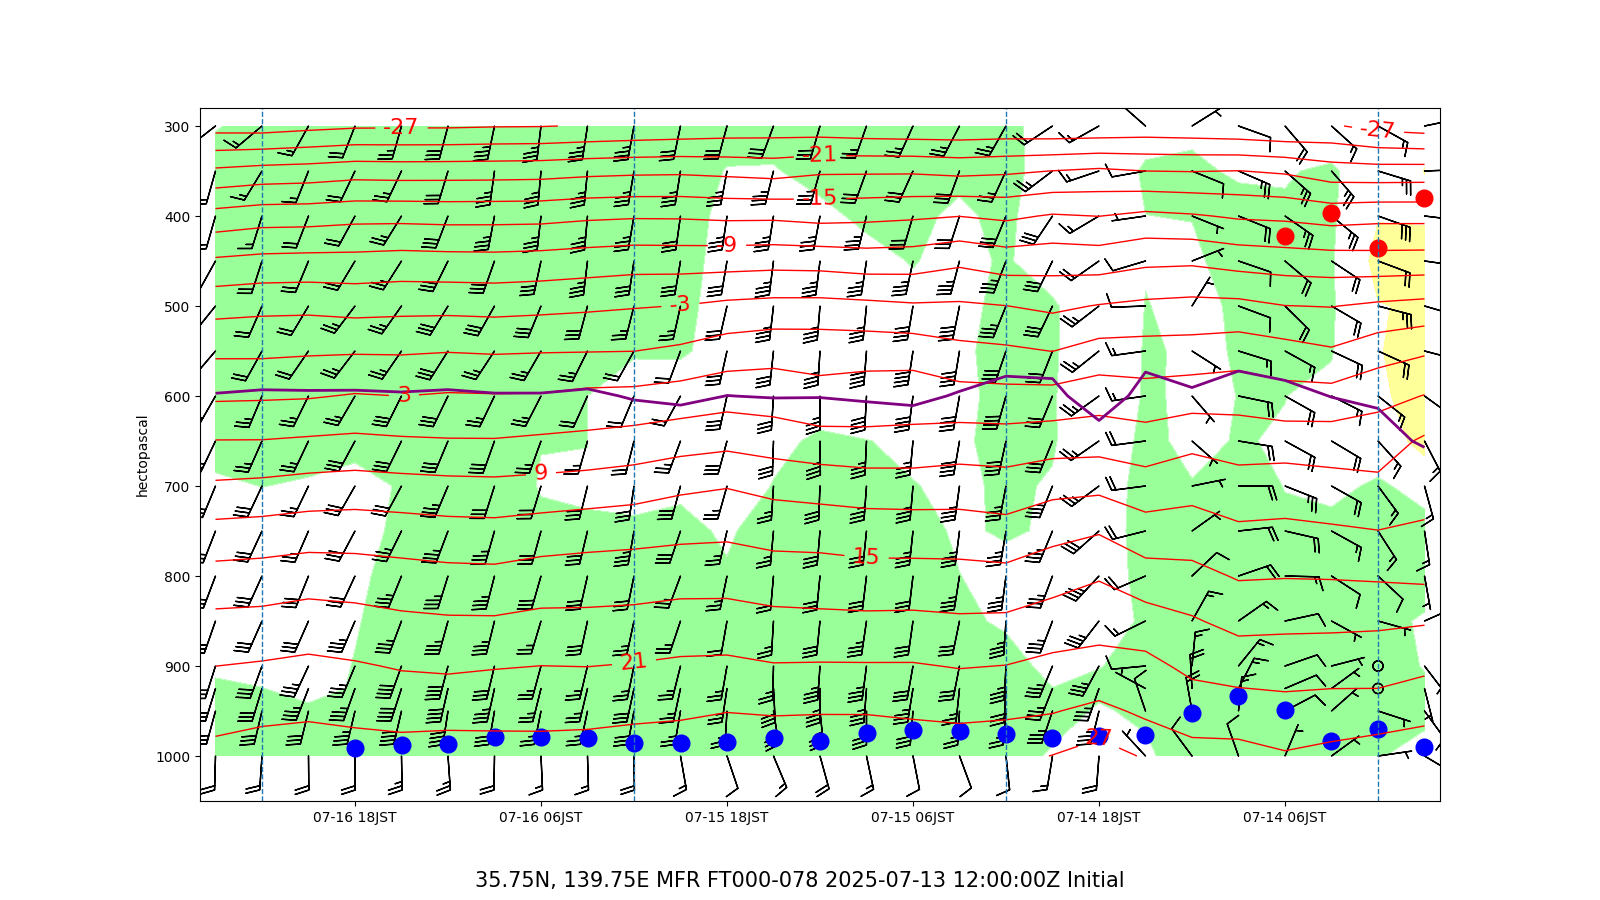 300
400
500
600
700
800
900
1000
hectopascal
-27
-27
-21
-15
-9
-3
3
9
15
21
27
07-16 18JST
07-16 06JST
07-15 18JST
07-15 06JST
07-14 18JST
07-14 06JST
35.75N, 139.75E MFR FT000-078 2025-07-13 12:00:00Z Initial